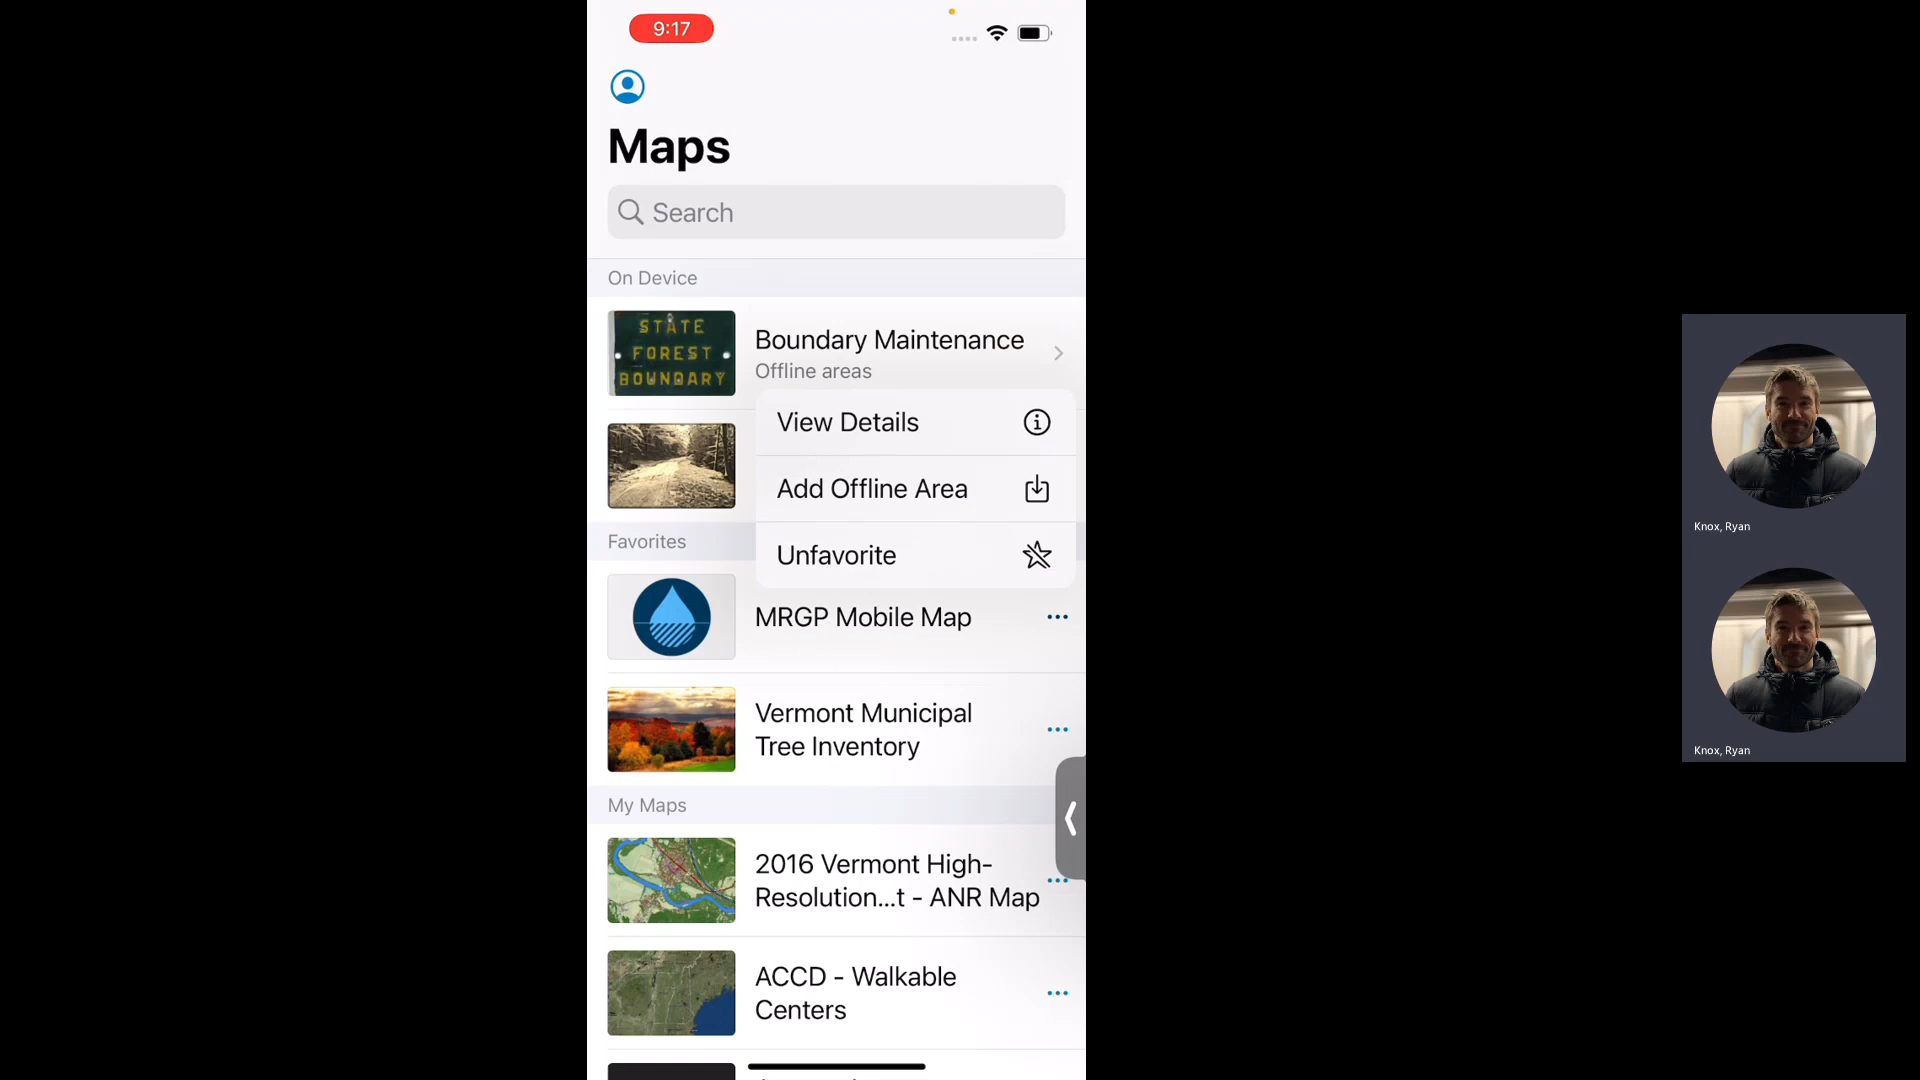 9:17
Maps
Search
On Device
STATE
FOREST
BOUNDARY
Boundary Maintenance
Offline areas
View Details
Add Offline Area
Unfavorite
Favorites
MRGP Mobile Map
Vermont Municipal
Tree Inventory
My Maps
2016 Vermont High-
Resolution...t - ANR Map
ACCD - Walkable
Centers
Knox, Ryan
Knox, Ryan